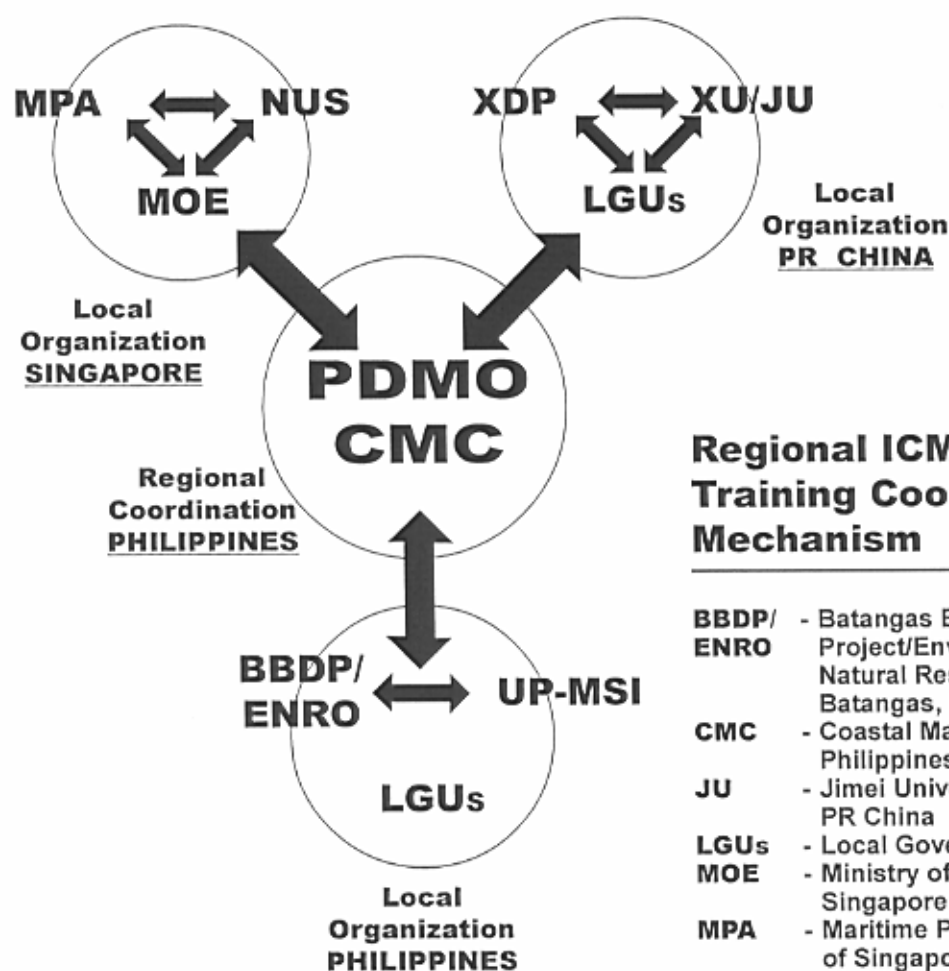 MPA
NUS
MOE
XDP
XU/JU
LGUs
Local
Organization
PR CHINA
Local
Organization
SINGAPORE
PDMO
CMC
Regional
Coordination
PHILIPPINES
BBDP/
ENRO
UP-MSI
LGUs
Local
Organization
PHILIPPINES
Regional ICM
Training Coo
Mechanism
BBDP/ - Batangas
ENRO Project/Env
Natural Re
Batangas,
CMC - Coastal Ma
Philippines
JU - Jimei Unive
PR China
LGUs - Local Gove
MOE - Ministry of
Singapore
MPA - Maritime P
of Singapo